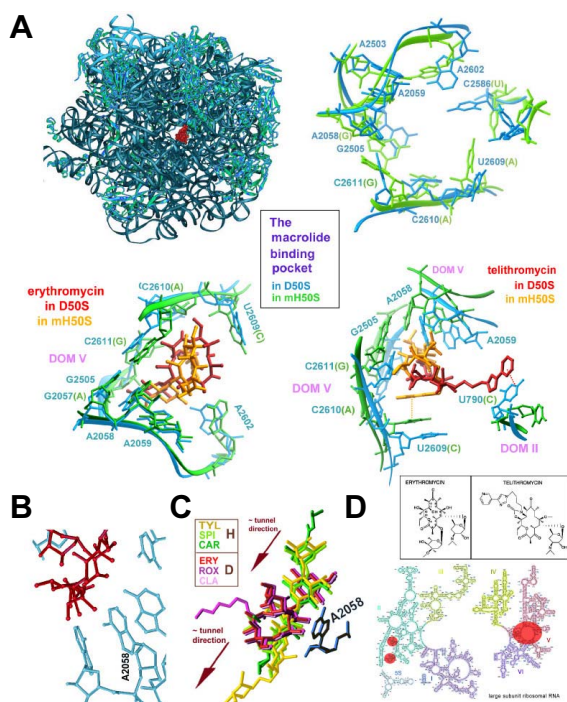 A
A2503
A2602
A2059
C2586(U)
A2058(G)
G2505
U2609(A)
C2611(G)
C2610(A)
The
macrolide
binding
pocket
in D50S
in mH50S
C2610(A)
U2609(C)
erythromycin
in D50S
in mH50S
C2611(G)
DOM V
G2505
G2057(A)
A2058
A2059
A2602
DOM V
telithromycin
in D50S
in mH50S
A2058
G2505
A2059
C2611(G)
DOM V
U790(C)
C2610(A)
DOM II
U2609(C)
B
A2058
C
TYL
SPI
CAR
H
ERY
ROX
CLA
D
~ tunnel
direction
A2058
~ tunnel
direction
D
ERYTHROMYCIN
TELITHROMYCIN
IV
V
VI
large subunit ribosomal RNA